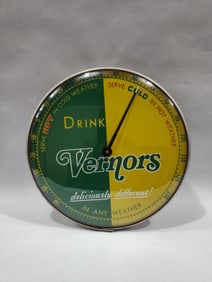 SERVE HOT IN COLD WEATHER
SERVE COLD IN HOT WEATHER
DRINK
Vernors
deliciously different!
IN ANY WEATHER